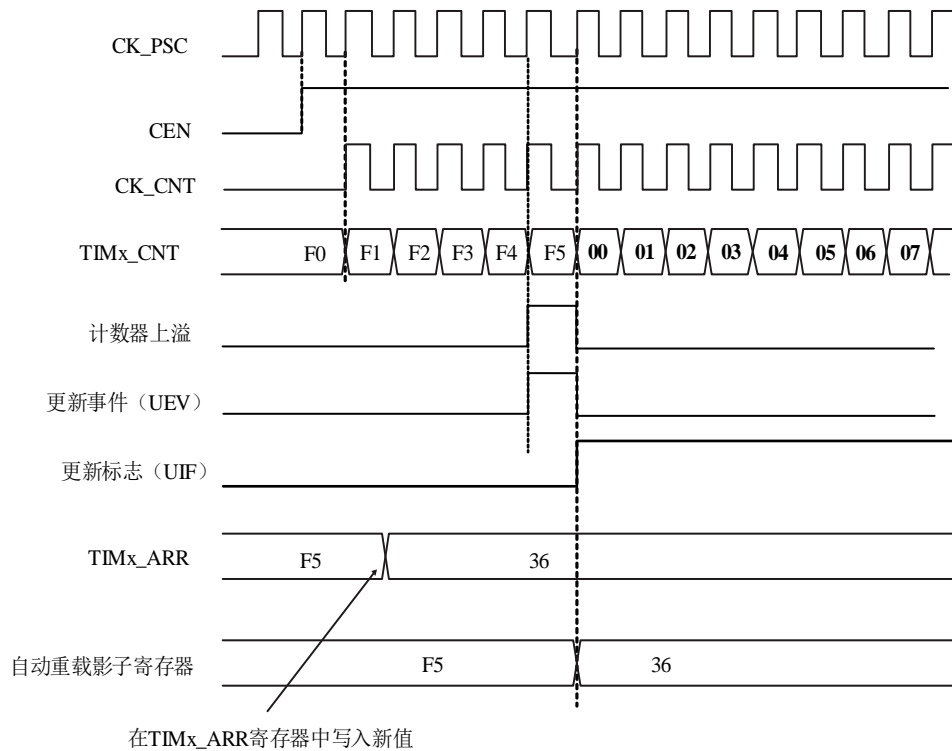 CK_PSC
CEN
CK_CNT
TIMx_CNT F0 F1 F2 F3 F4 F5 00 01 02 03 04 05 06 07
计数器上溢
更新事件（UEV）
更新标志（UIF）
TIMx_ARR F5 36
自动重载影子寄存器 F5 36
在TIMx_ARR寄存器中写入新值